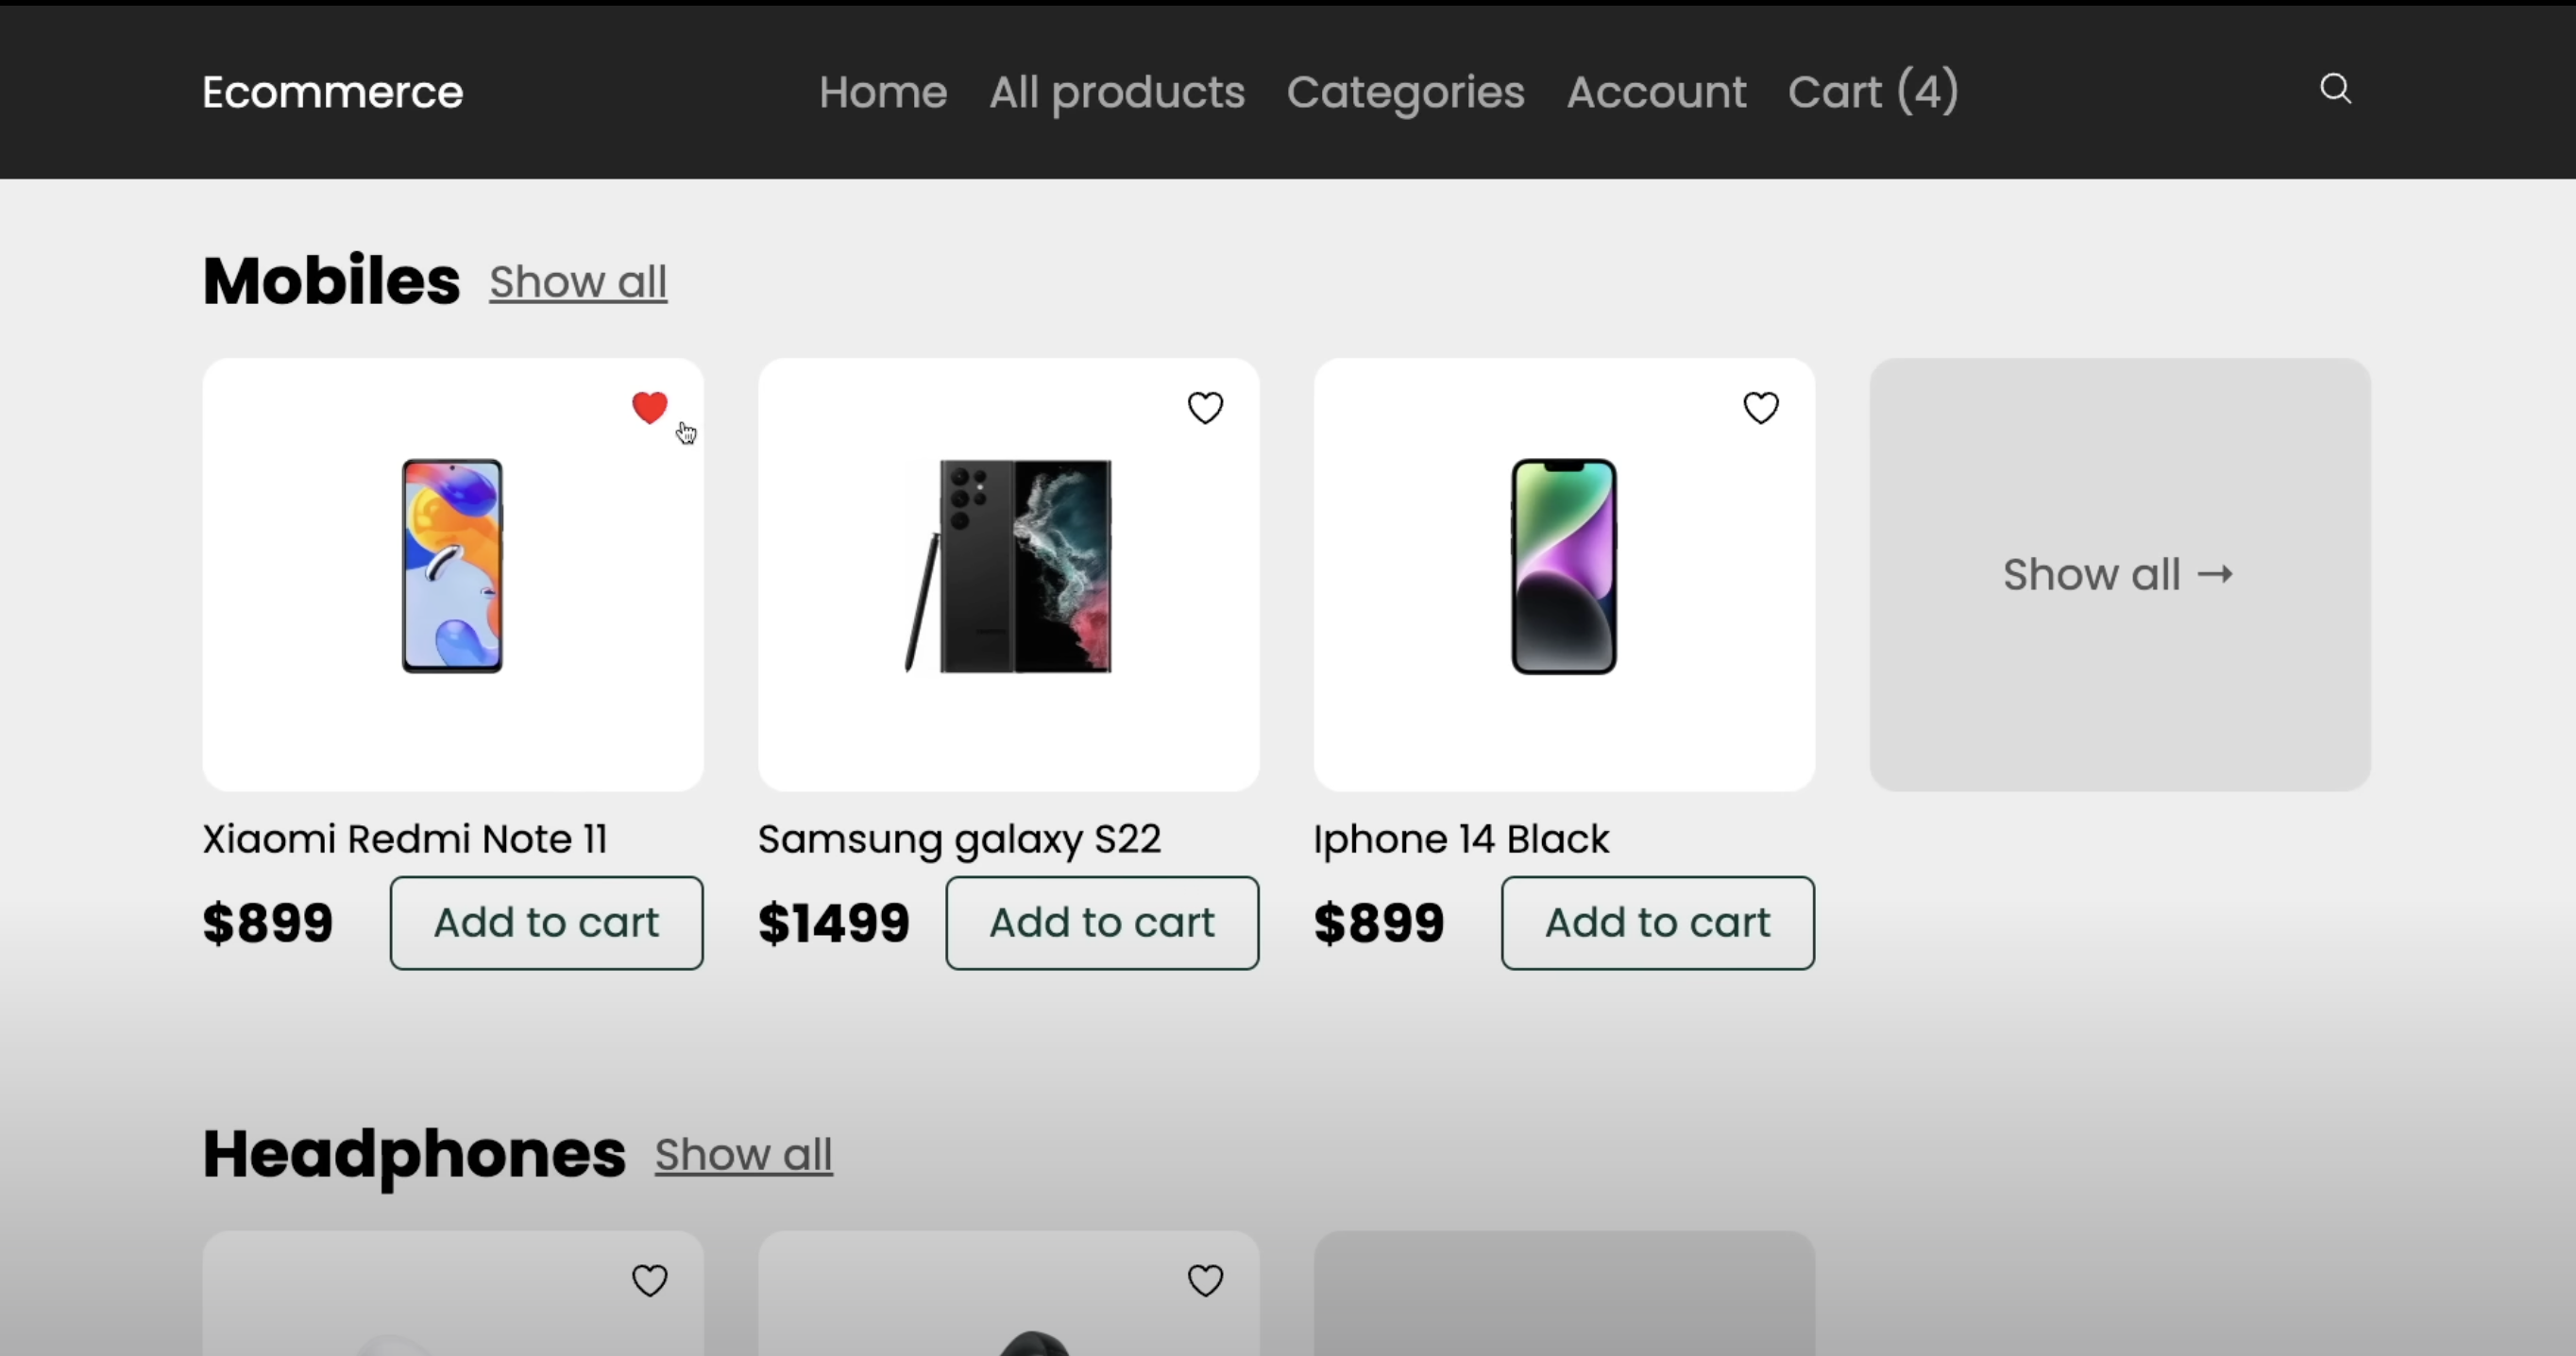 Ecommerce Home All products Categories Account Cart (4)
Mobiles Show all
Show all →
Xiaomi Redmi Note 11
$899 Add to cart
Samsung galaxy S22
$1499 Add to cart
Iphone 14 Black
$899 Add to cart
Headphones Show all